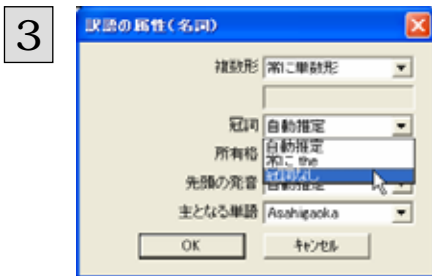 3
訳語の属性(名詞)
複数形 常に単数形
冠詞 自動推定
自動推定
常に the
冠詞なし
所有格
先頭の発音 自動推定
主となる単語 Asahigaoka
OK キャンセル